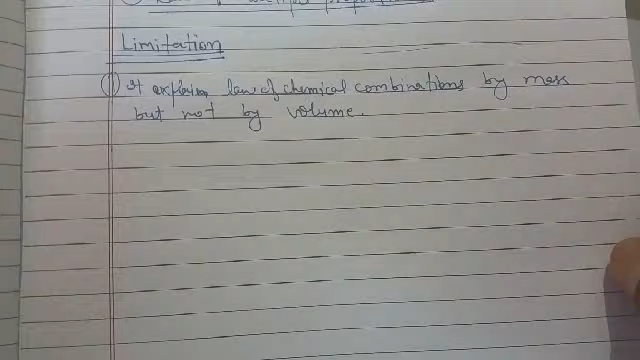 Limitation
① It explain law of chemical combinations by mass
but not by volume.